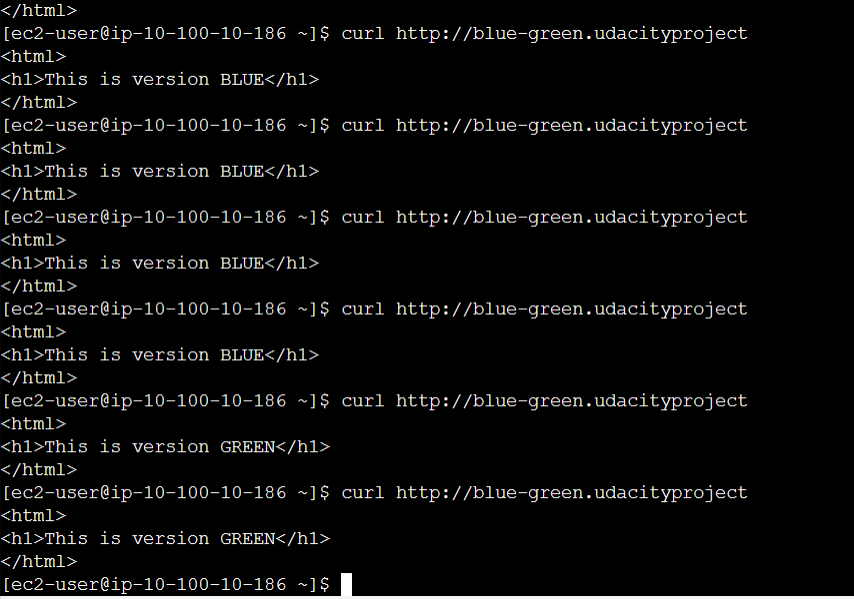 </html>
[ec2-user@ip-10-100-10-186 ~]$ curl http://blue-green.udacityproject
<html>
<h1>This is version BLUE</h1>
</html>
[ec2-user@ip-10-100-10-186 ~]$ curl http://blue-green.udacityproject
<html>
<h1>This is version BLUE</h1>
</html>
[ec2-user@ip-10-100-10-186 ~]$ curl http://blue-green.udacityproject
<html>
<h1>This is version BLUE</h1>
</html>
[ec2-user@ip-10-100-10-186 ~]$ curl http://blue-green.udacityproject
<html>
<h1>This is version BLUE</h1>
</html>
[ec2-user@ip-10-100-10-186 ~]$ curl http://blue-green.udacityproject
<html>
<h1>This is version GREEN</h1>
</html>
[ec2-user@ip-10-100-10-186 ~]$ curl http://blue-green.udacityproject
<html>
<h1>This is version GREEN</h1>
</html>
[ec2-user@ip-10-100-10-186 ~]$